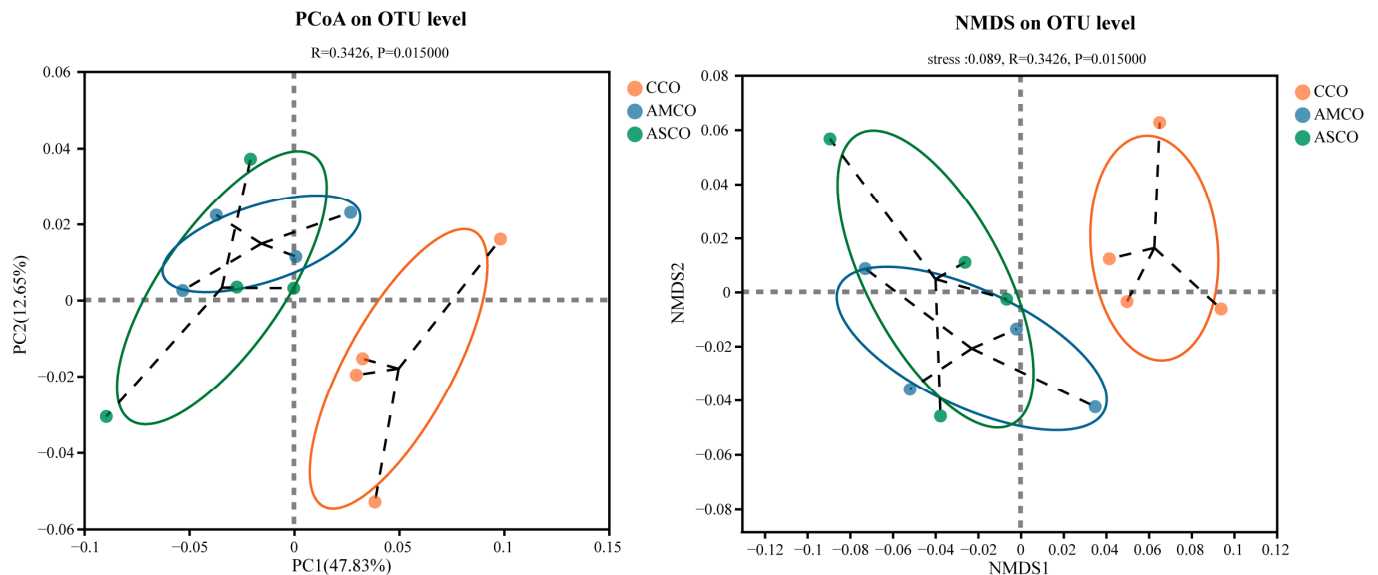 PCoA on OTU level
R=0.3426, P=0.015000
0.06
0.04
0.02
0
−0.02
−0.04
−0.06
PC2(12.65%)
−0.1
−0.05
0
0.05
0.1
0.15
PC1(47.83%)
CCO
AMCO
ASCO
NMDS on OTU level
stress :0.089, R=0.3426, P=0.015000
0.08
0.06
0.04
0.02
0
−0.02
−0.04
−0.06
−0.08
NMDS2
−0.12
−0.1
−0.08
−0.06
−0.04
−0.02
0
0.02
0.04
0.06
0.08
0.1
0.12
NMDS1
CCO
AMCO
ASCO